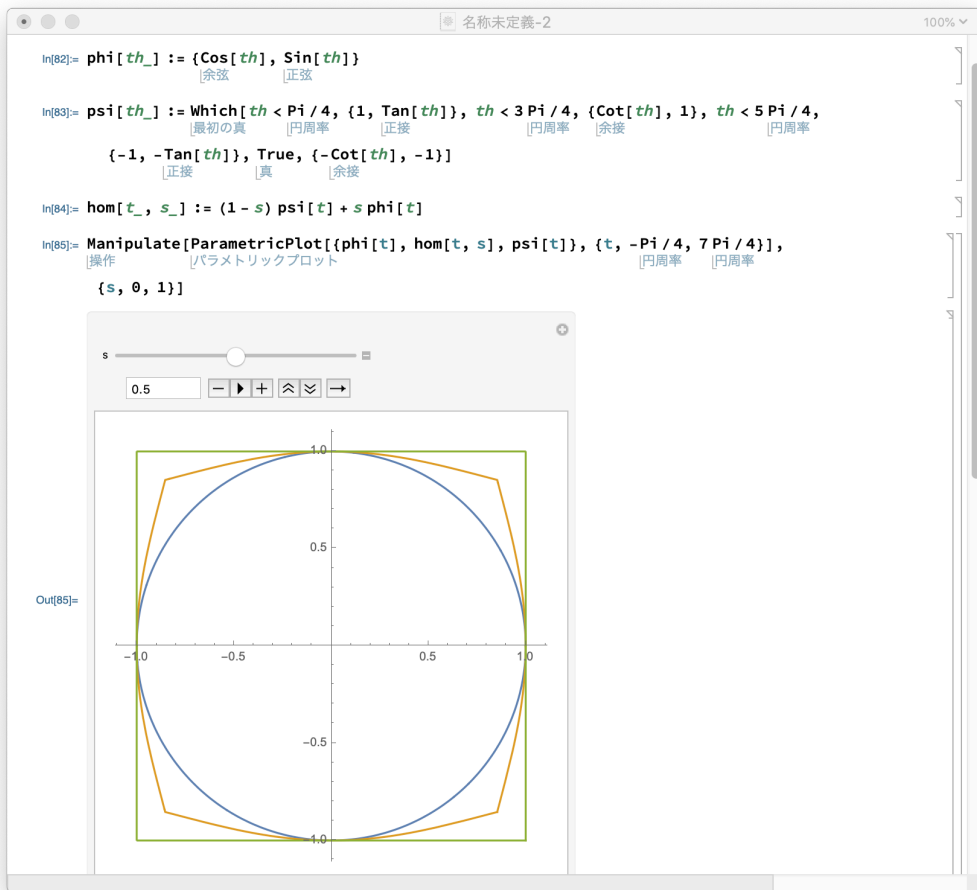 名称未定義-2
100%
In[82]:= phi[th_] := {Cos[th], Sin[th]}
余弦 正弦
In[83]:= psi[th_] := Which[th < Pi / 4, {1, Tan[th]}, th < 3 Pi / 4, {Cot[th], 1}, th < 5 Pi / 4,
最初の真 円周率 正接 円周率 余接 円周率
{-1, -Tan[th]}, True, {-Cot[th], -1}]
正接 真 余接
In[84]:= hom[t_, s_] := (1 - s) psi[t] + s phi[t]
In[85]:= Manipulate[ParametricPlot[{phi[t], hom[t, s], psi[t]}, {t, -Pi / 4, 7 Pi / 4}],
操作 パラメトリックプロット 円周率 円周率
{s, 0, 1}]
s
0.5
1.0
0.5
Out[85]=
-1.0 -0.5 0.5 1.0
-0.5
-1.0